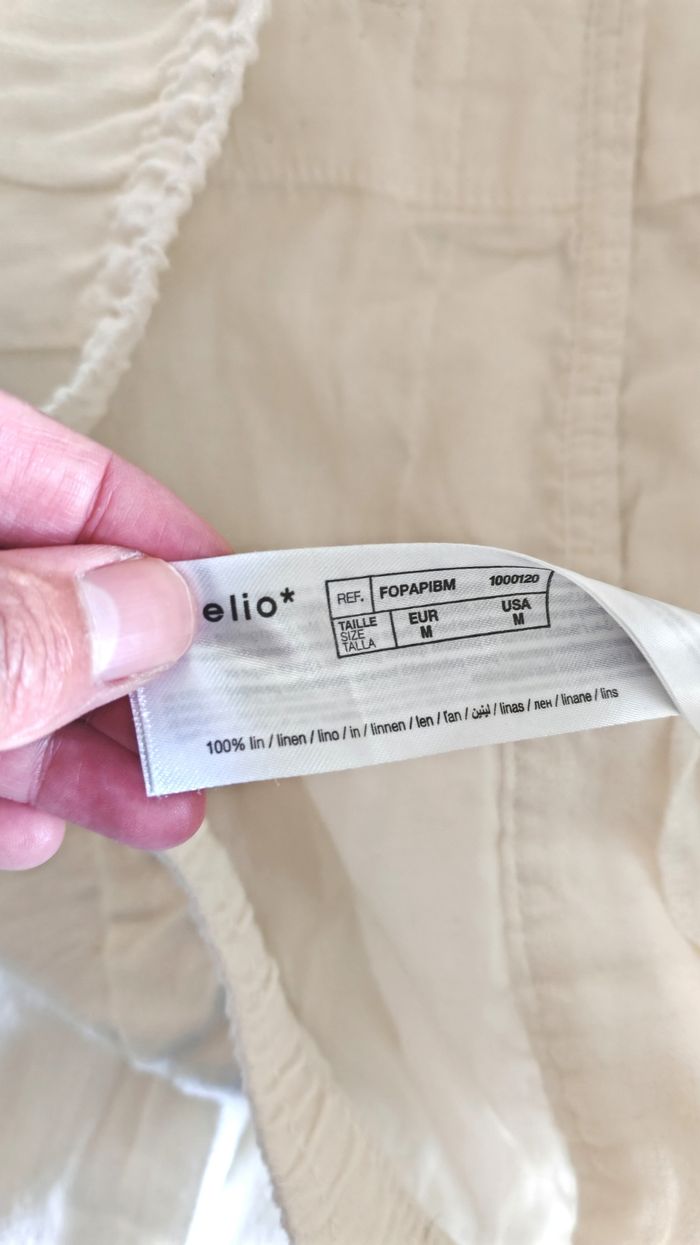 elio*
REF. FOPAPIBM 1000120
TAILLE
SIZE
TALLA
EUR
M
USA
M
100% lin / linen / lino / in / linnen / len / ľan / لينين / linas / лен / linane / lins